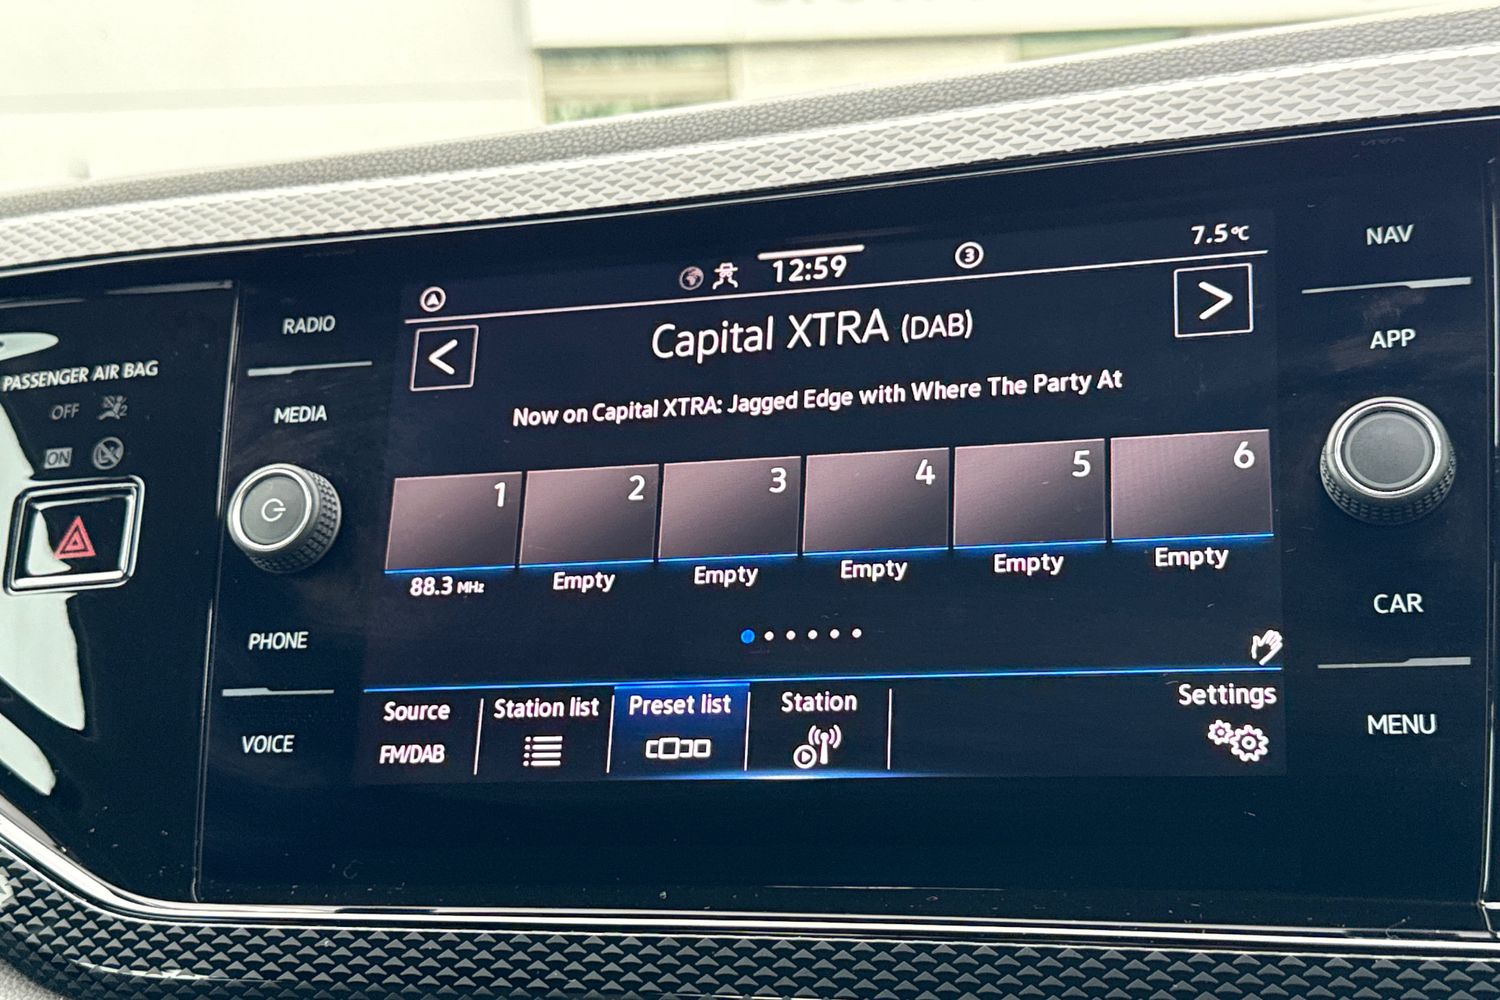 PASSENGER AIR BAG
OFF
ON
RADIO
MEDIA
PHONE
VOICE
12:59
3
7.5°C
<
Capital XTRA (DAB)
>
Now on Capital XTRA: Jagged Edge with Where The Party At
1 2 3 4 5 6
88.3 MHz Empty Empty Empty Empty Empty
Source Station list Preset list Station Settings
FM/DAB
NAV
APP
CAR
MENU